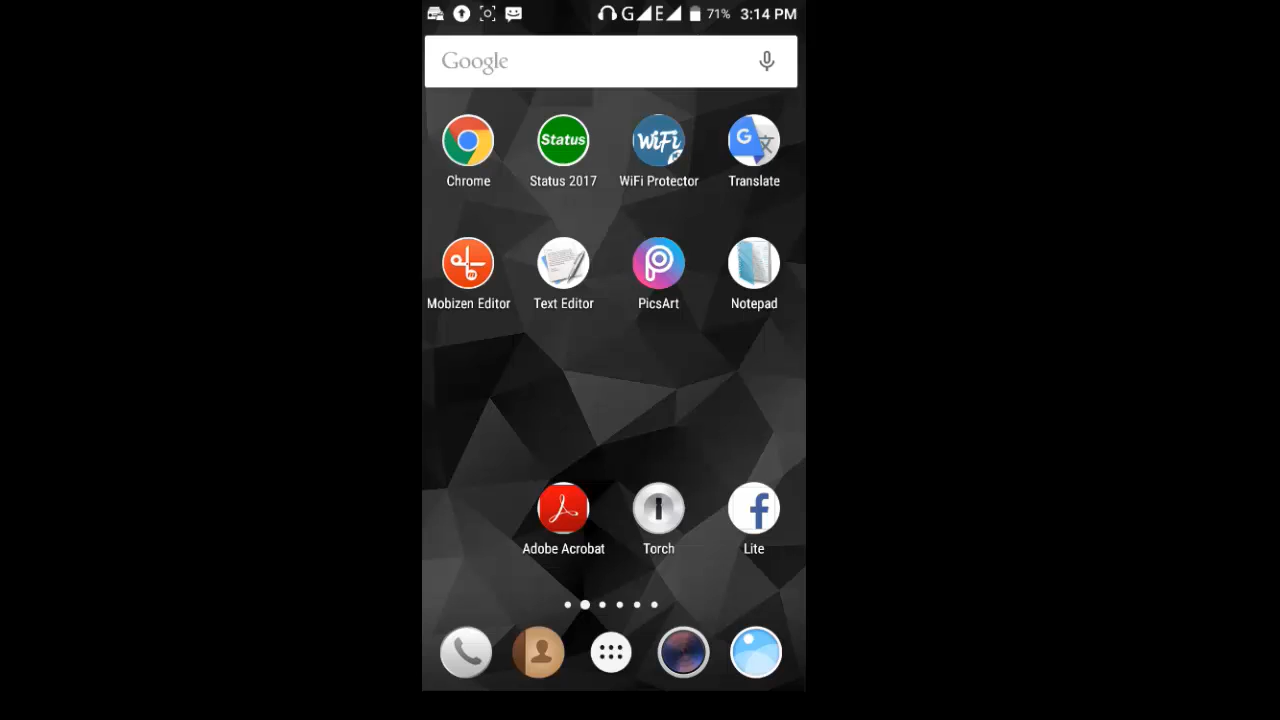 G E 71% 3:14 PM
Google
Status
WiFi
G 文
Chrome Status 2017 WiFi Protector Translate
Mobizen Editor Text Editor PicsArt Notepad
Adobe Acrobat Torch Lite